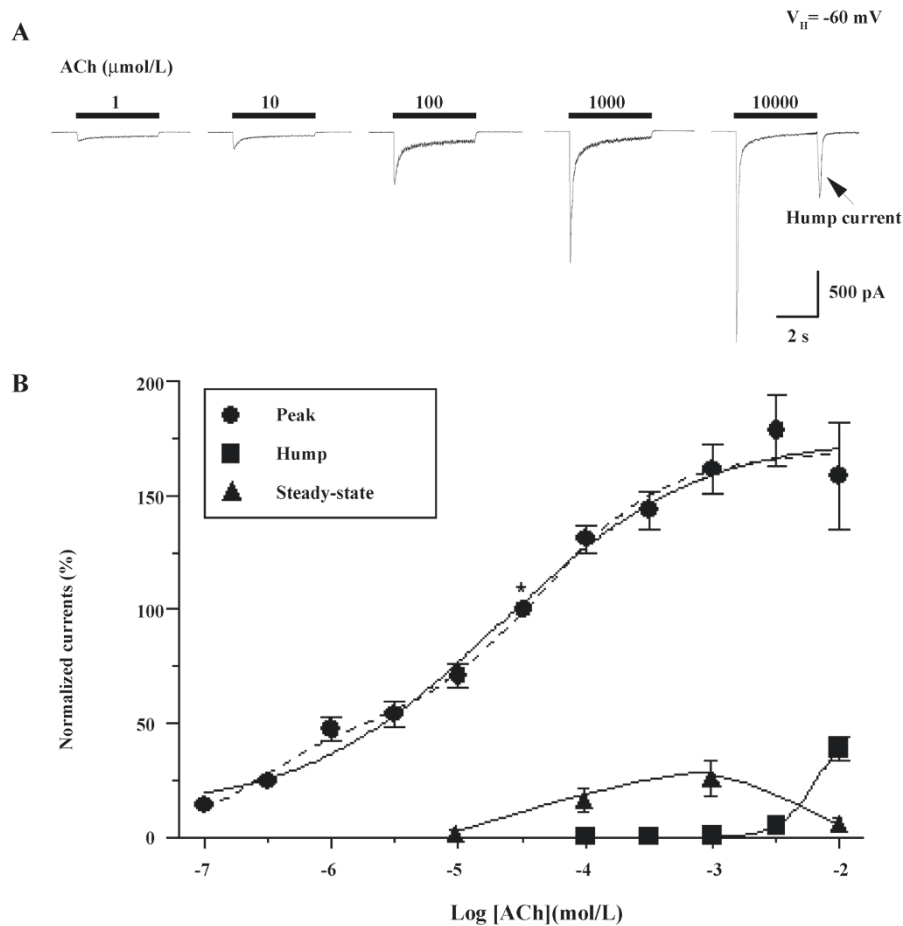 V_H= -60 mV
A
ACh (μmol/L)
1 10 100 1000 10000
Hump current
500 pA
2 s
B
200
150
100
50
0
Normalized currents (%)
Peak
Hump
Steady-state
*
-7 -6 -5 -4 -3 -2
Log [ACh](mol/L)